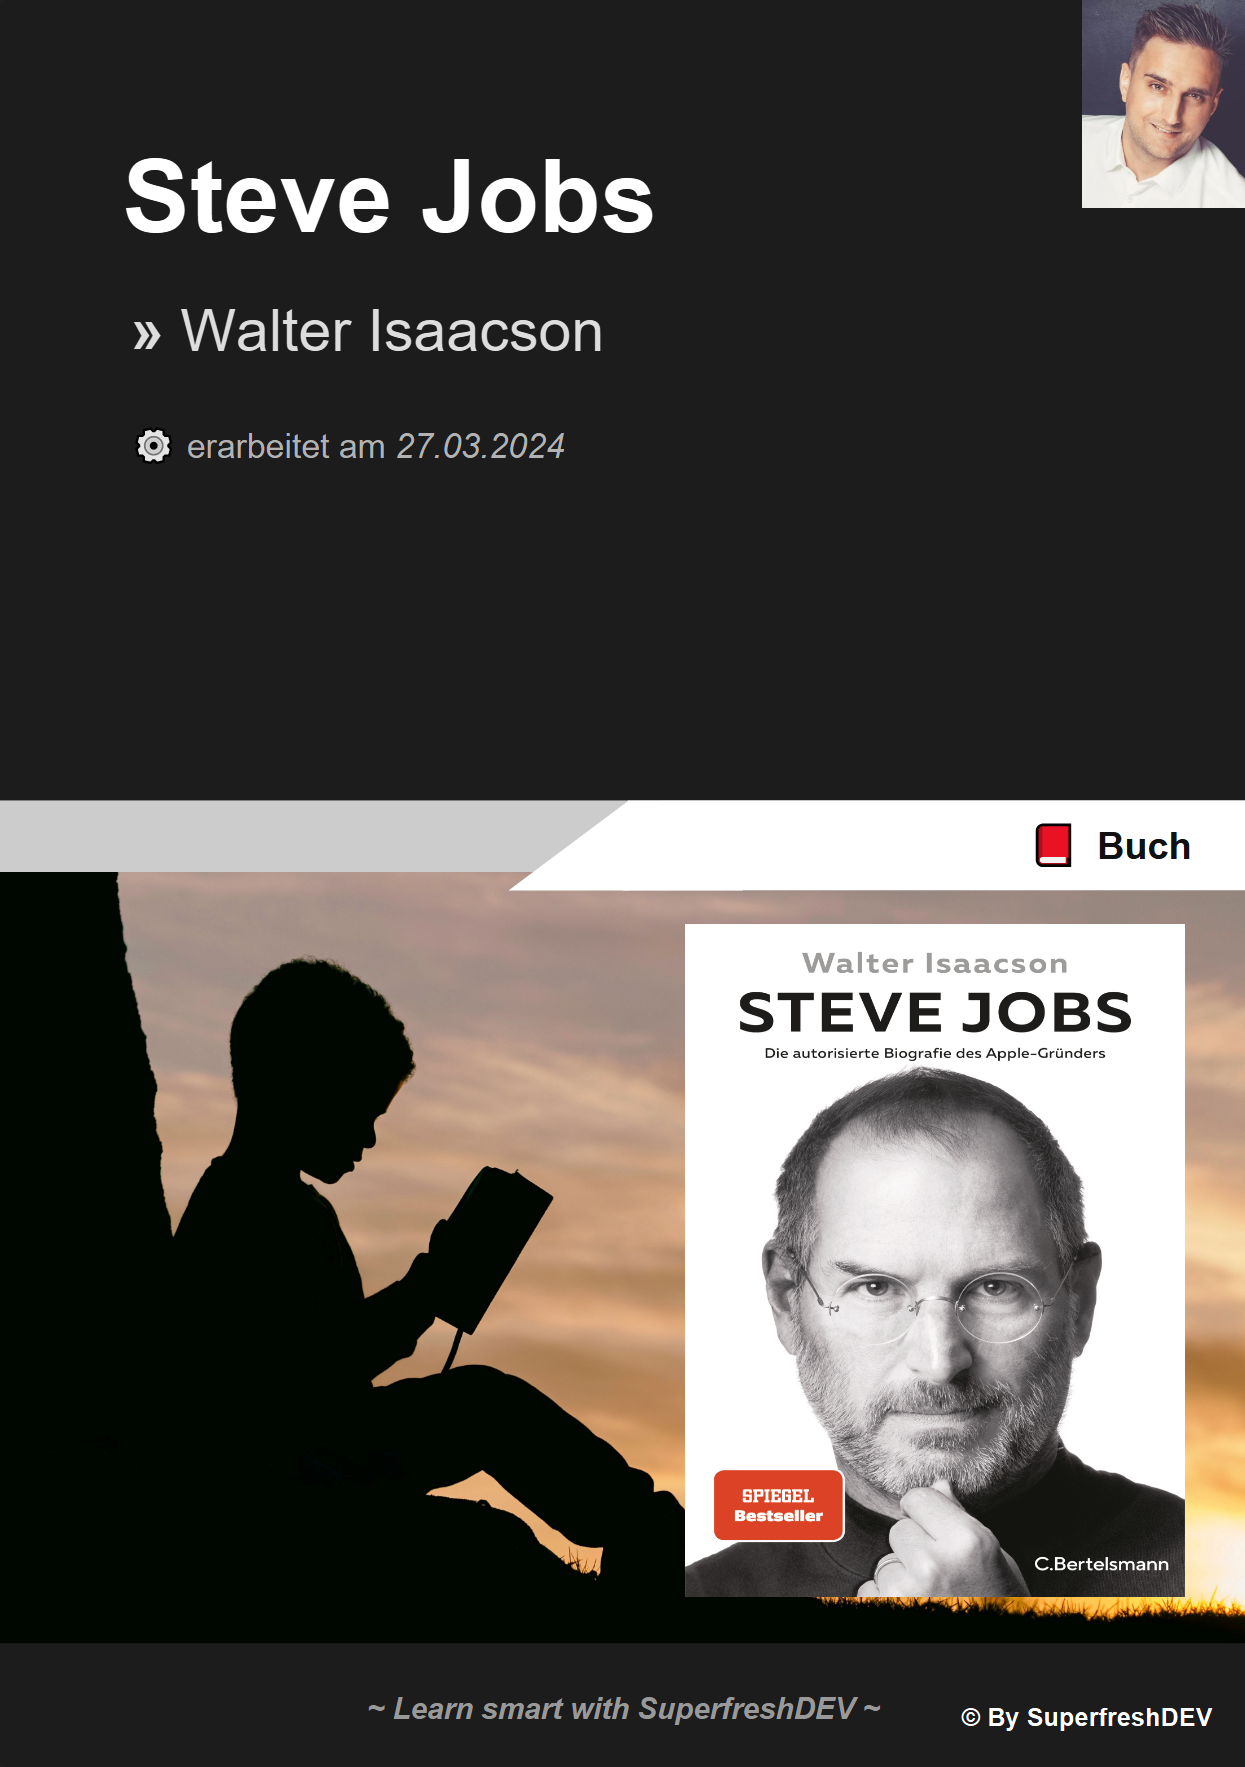 Steve Jobs
» Walter Isaacson
erarbeitet am 27.03.2024
Buch
Walter Isaacson
STEVE JOBS
Die autorisierte Biografie des Apple-Gründers
SPIEGEL
Bestseller
C.Bertelsmann
~ Learn smart with SuperfreshDEV ~
© By SuperfreshDEV